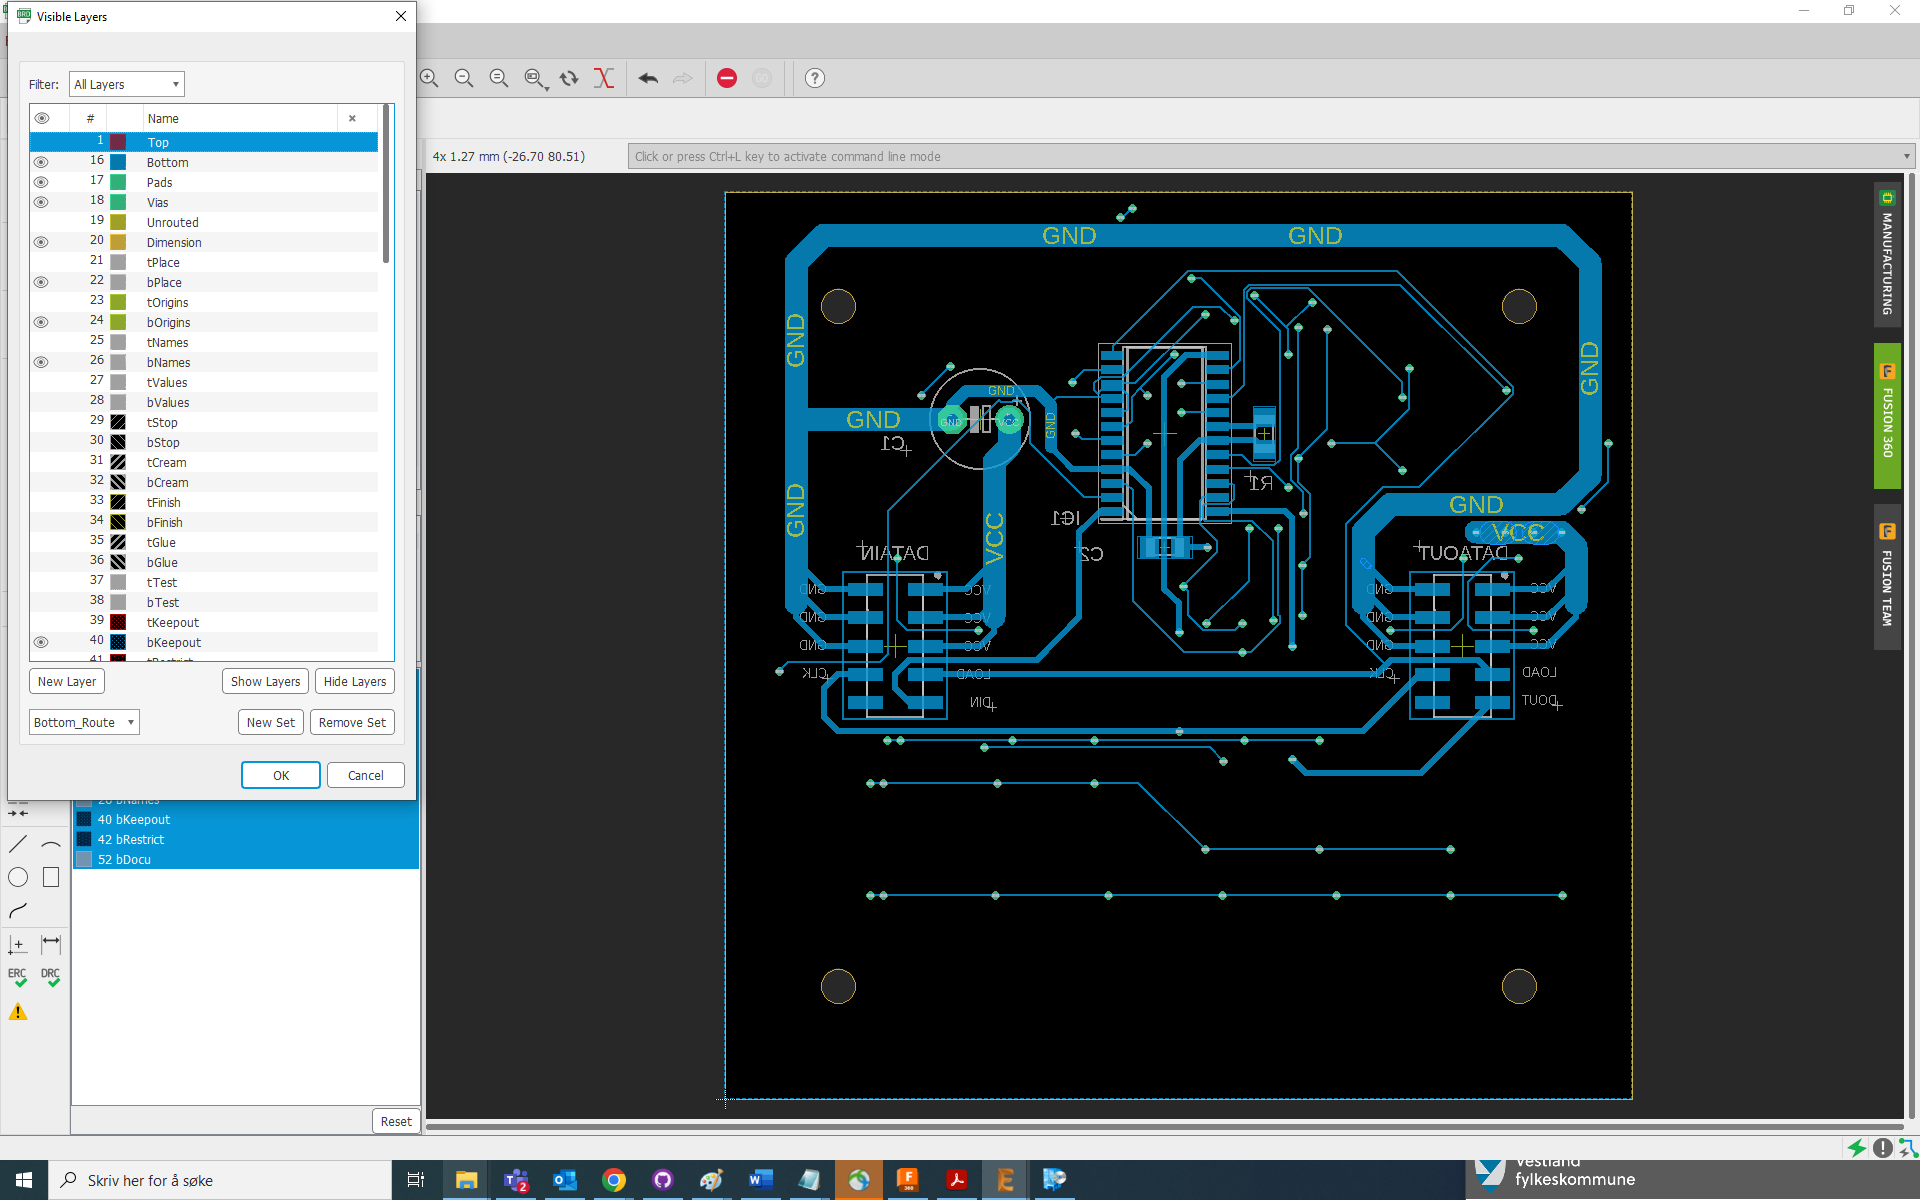 Visible Layers
Filter: All Layers
# Name
1 Top
16 Bottom
17 Pads
18 Vias
19 Unrouted
20 Dimension
21 tPlace
22 bPlace
23 tOrigins
24 bOrigins
25 tNames
26 bNames
27 tValues
28 bValues
29 tStop
30 bStop
31 tCream
32 bCream
33 tFinish
34 bFinish
35 tGlue
36 bGlue
37 tTest
38 bTest
39 tKeepout
40 bKeepout
41 tRestrict
New Layer Show Layers Hide Layers
Bottom_Route New Set Remove Set
OK Cancel
26 bNames
40 bKeepout
42 bRestrict
52 bDocu
ERC DRC
Reset
4x 1.27 mm (-26.70 80.51) Click or press Ctrl+L key to activate command line mode
GND GND
GND GND
GND
GND
GND VCC
GND
C1
R1
GND
GND
VCC
IC1
VCC
C2
DATAIN DATAOUT
GND VCC GND VCC
GND VCC GND VCC
GND VCC GND VCC
CLK LOAD CLK LOAD
DIN DOUT
MANUFACTURING
FUSION 360
FUSION TEAM
Skriv her for å søke
2
Vestland
fylkeskommune